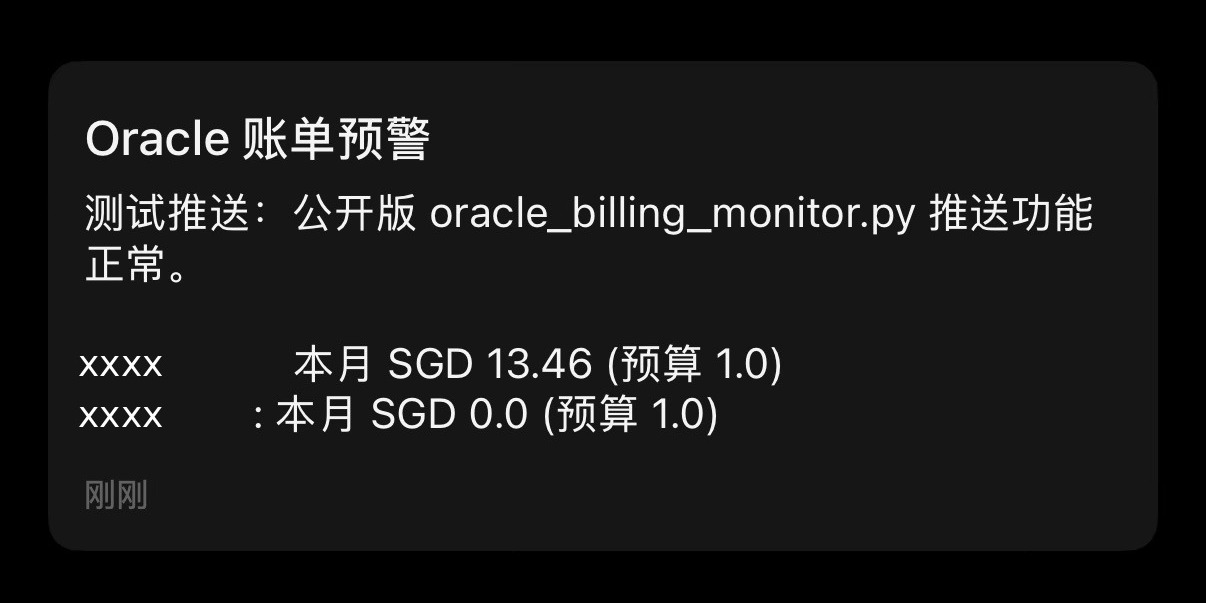 Oracle 账单预警
测试推送：公开版 oracle_billing_monitor.py 推送功能
正常。
xxxx 本月 SGD 13.46 (预算 1.0)
xxxx : 本月 SGD 0.0 (预算 1.0)
刚刚